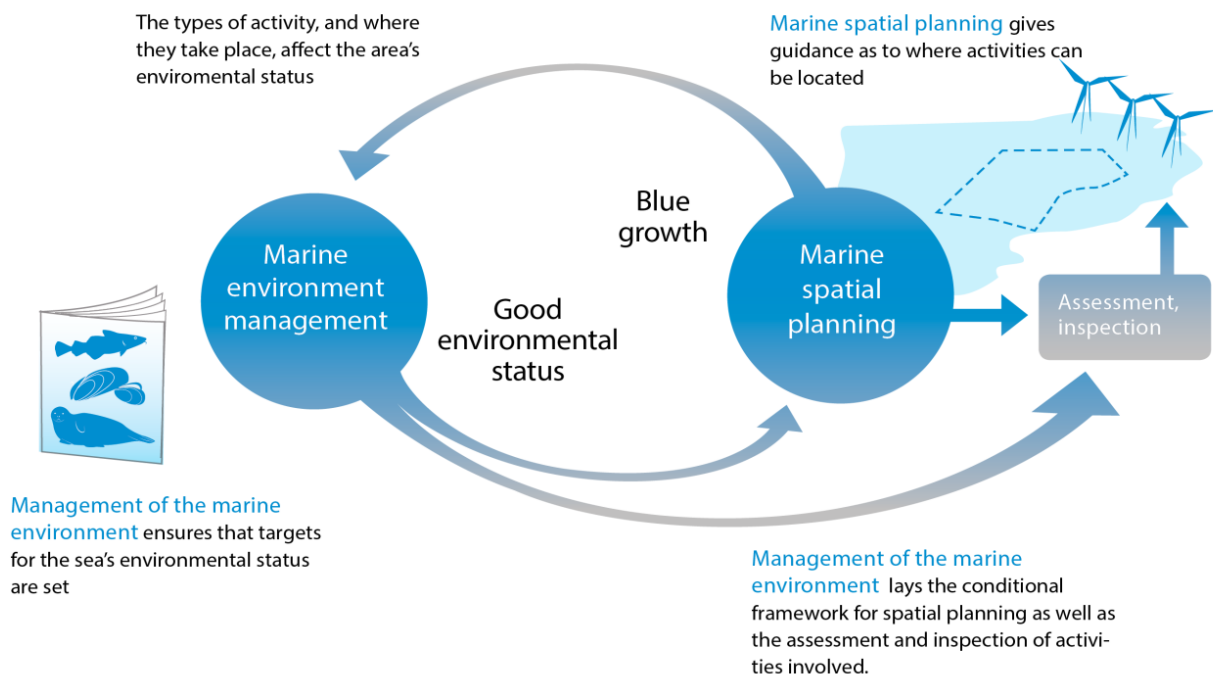 The types of activity, and where
they take place, affect the area’s
enviromental status
Marine spatial planning gives
guidance as to where activities can
be located
Blue
growth
Marine
environment
management
Good
environmental
status
Marine
spatial
planning
Assessment,
inspection
Management of the marine
environment ensures that targets
for the sea’s environmental status
are set
Management of the marine
environment lays the conditional
framework for spatial planning as well as
the assessment and inspection of activi-
ties involved.